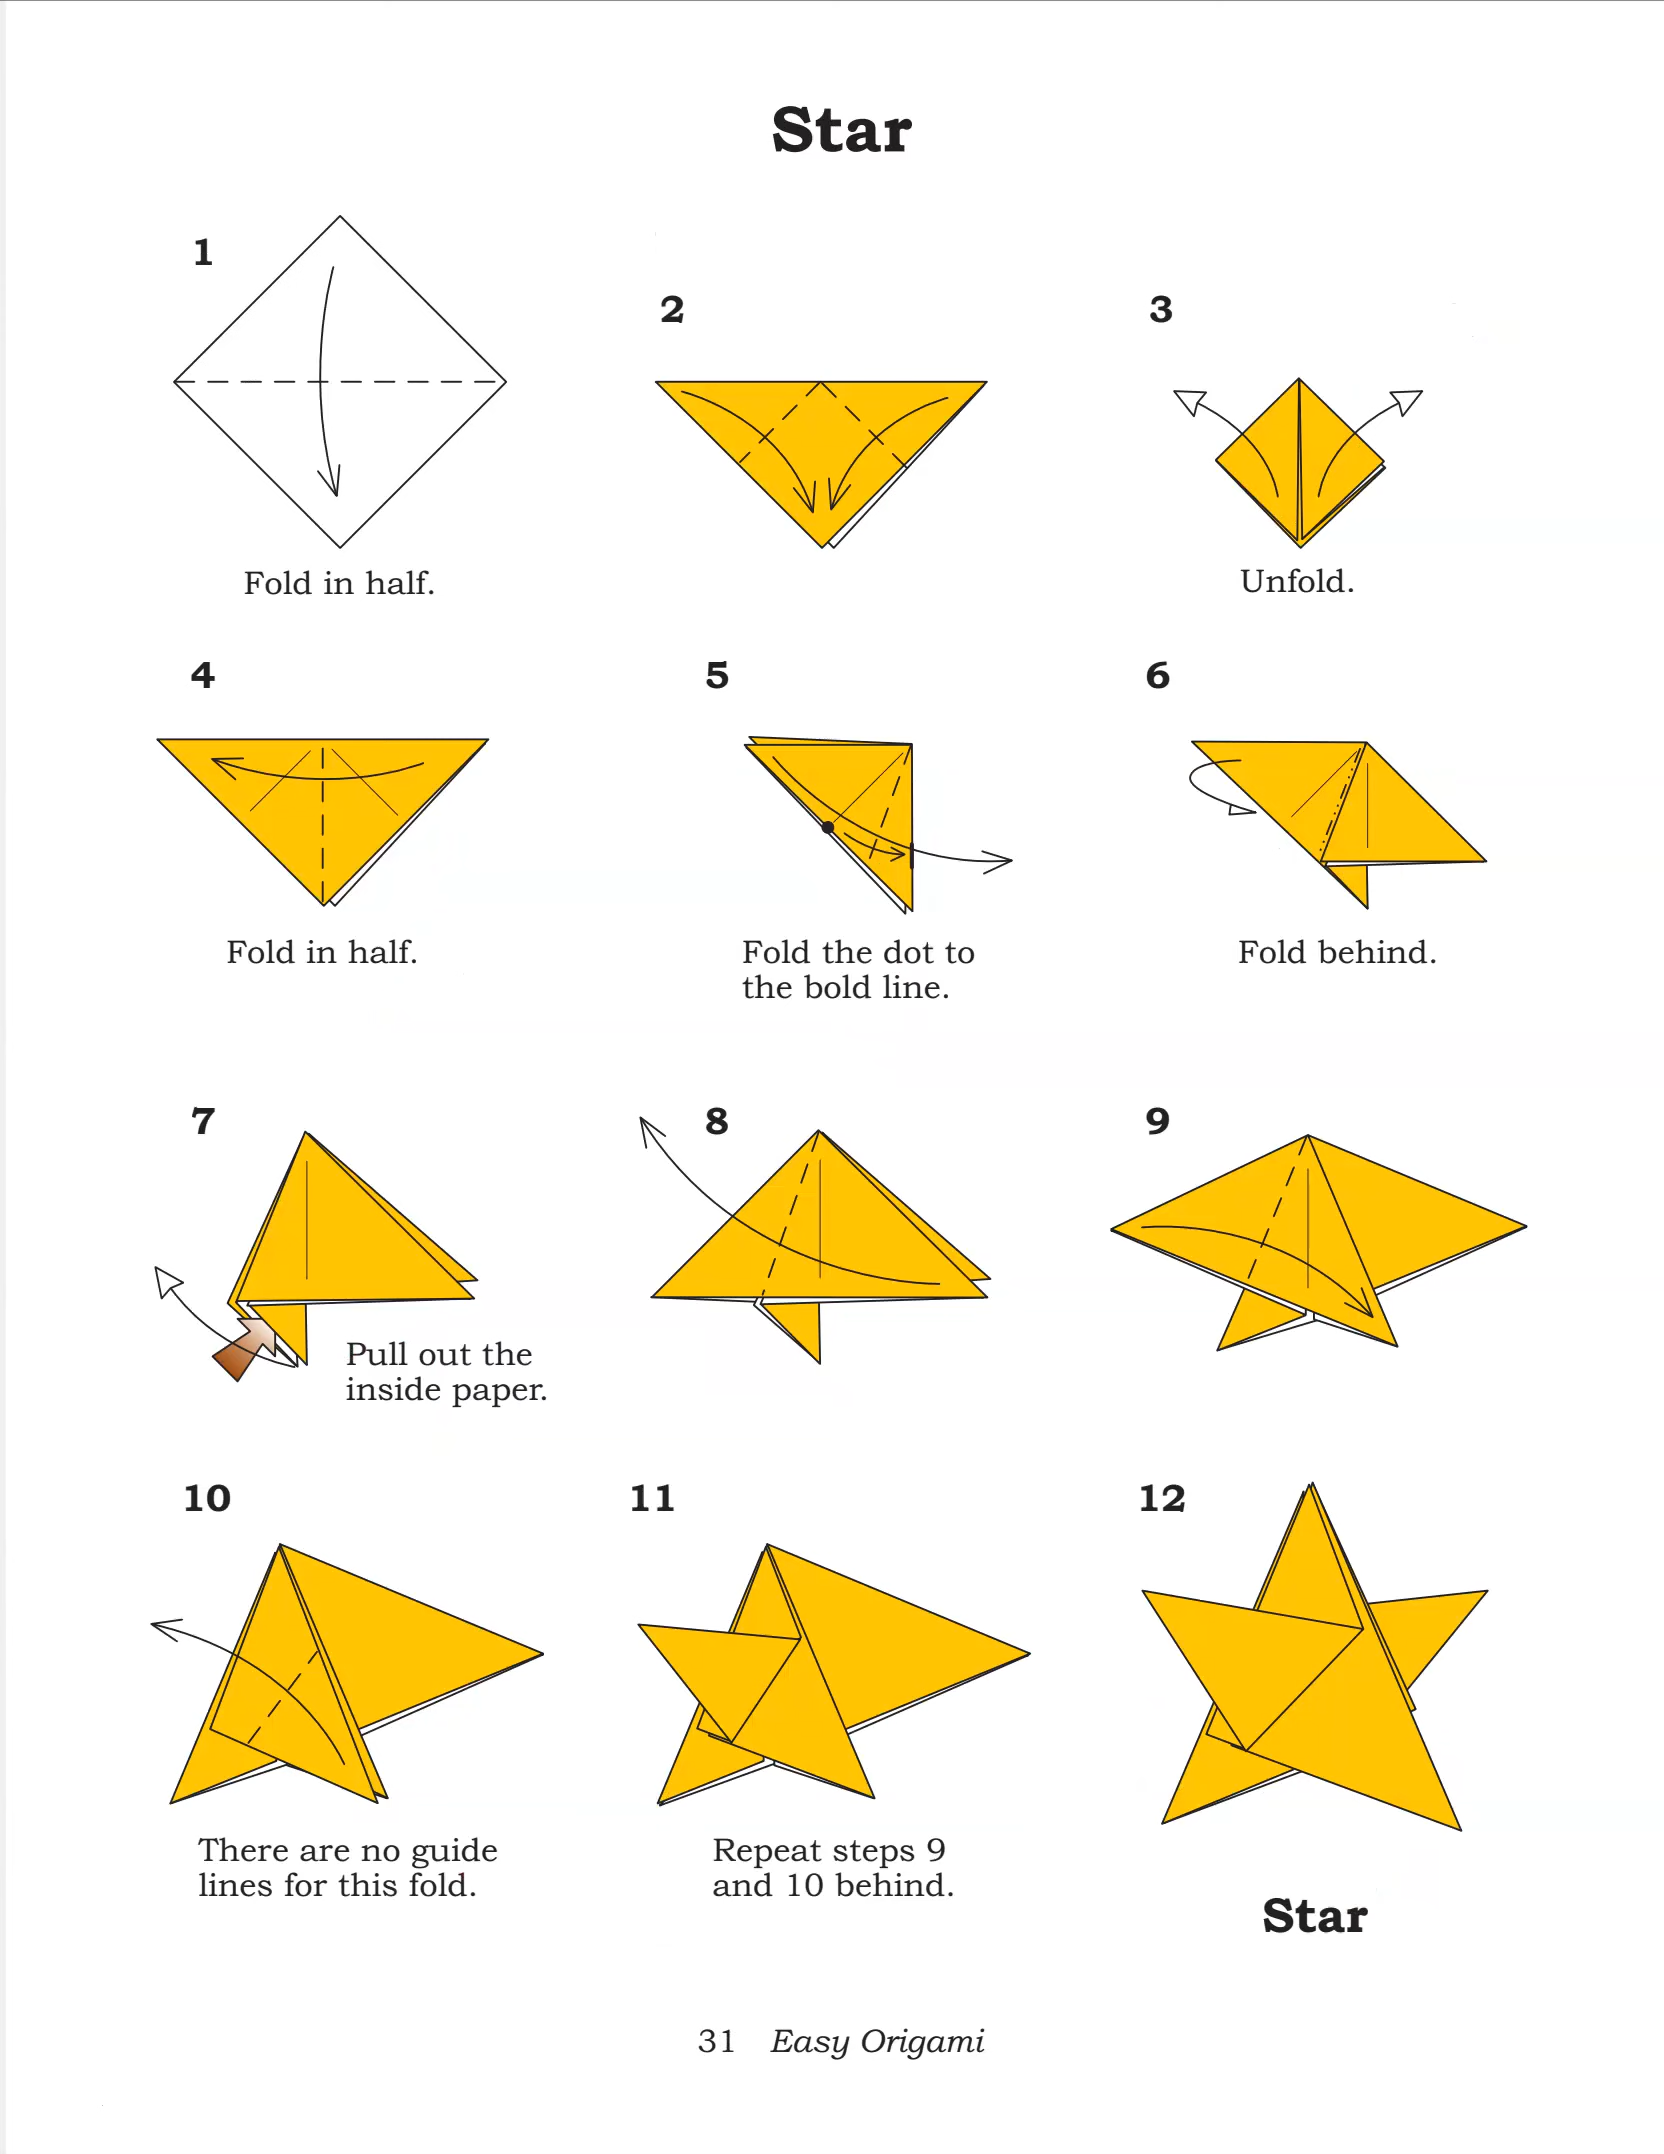 Star
1
Fold in half.
2
3
Unfold.
4
Fold in half.
5
Fold the dot to
the bold line.
6
Fold behind.
7
Pull out the
inside paper.
8
9
10
There are no guide
lines for this fold.
11
Repeat steps 9
and 10 behind.
12
Star
31 Easy Origami